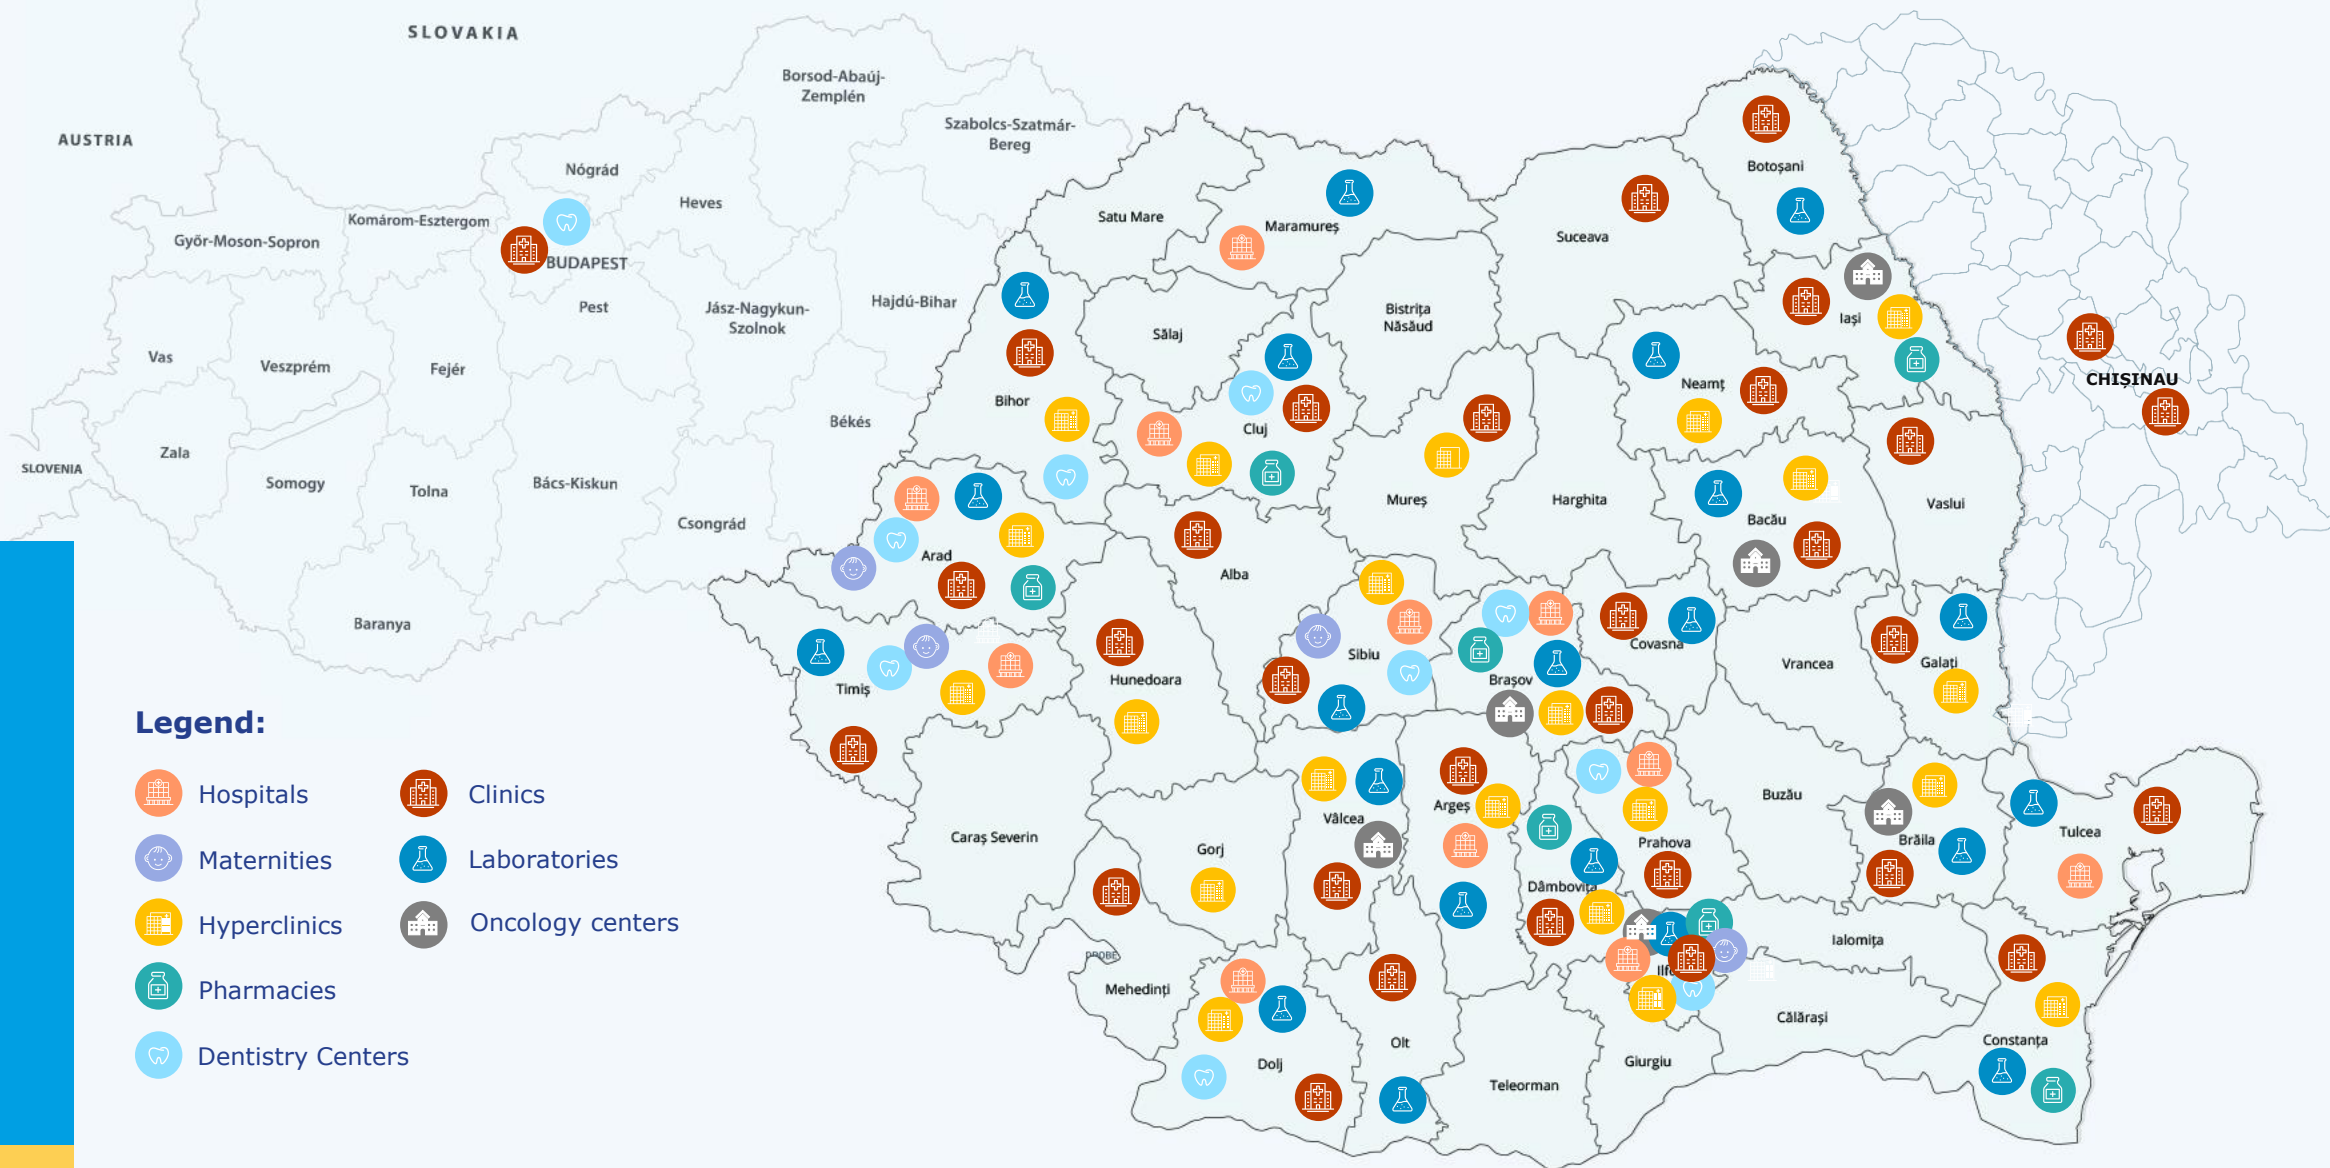 SLOVAKIA
Borsod-Abaúj-
Zemplén
Szabolcs-Szatmár-
Bereg
AUSTRIA
Nógrád
Heves
Komárom-Esztergom
Győr-Moson-Sopron
BUDAPEST
Pest
Jász-Nagykun-
Szolnok
Hajdú-Bihar
Vas
Veszprém
Fejér
Békés
Zala
SLOVENIA
Somogy
Tolna
Bács-Kiskun
Csongrád
Baranya
Satu Mare
Maramureș
Suceava
Botoșani
Iași
Bistrița
Năsăud
Sălaj
Neamț
CHIȘINAU
Bihor
Cluj
Mureș
Harghita
Vaslui
Bacău
Arad
Alba
Covasna
Sibiu
Brașov
Vrancea
Galați
Timiș
Hunedoara
Buzău
Tulcea
Argeș
Vâlcea
Prahova
Brăila
Caraș Severin
Gorj
Dâmbovița
Ialomița
Mehedinți
Călărași
Constanța
Olt
Dolj
Giurgiu
Teleorman
Legend:
Hospitals
Clinics
Maternities
Laboratories
Hyperclinics
Oncology centers
Pharmacies
Dentistry Centers